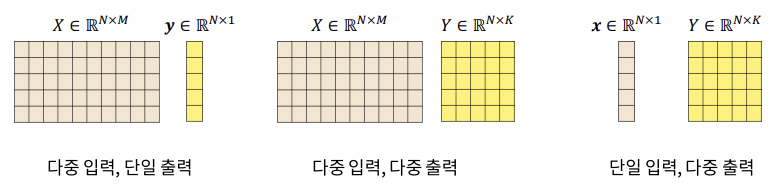 X ∈ ℝ^{N×M} y ∈ ℝ^{N×1} X ∈ ℝ^{N×M} Y ∈ ℝ^{N×K} x ∈ ℝ^{N×1} Y ∈ ℝ^{N×K}
다중 입력, 단일 출력 다중 입력, 다중 출력 단일 입력, 다중 출력